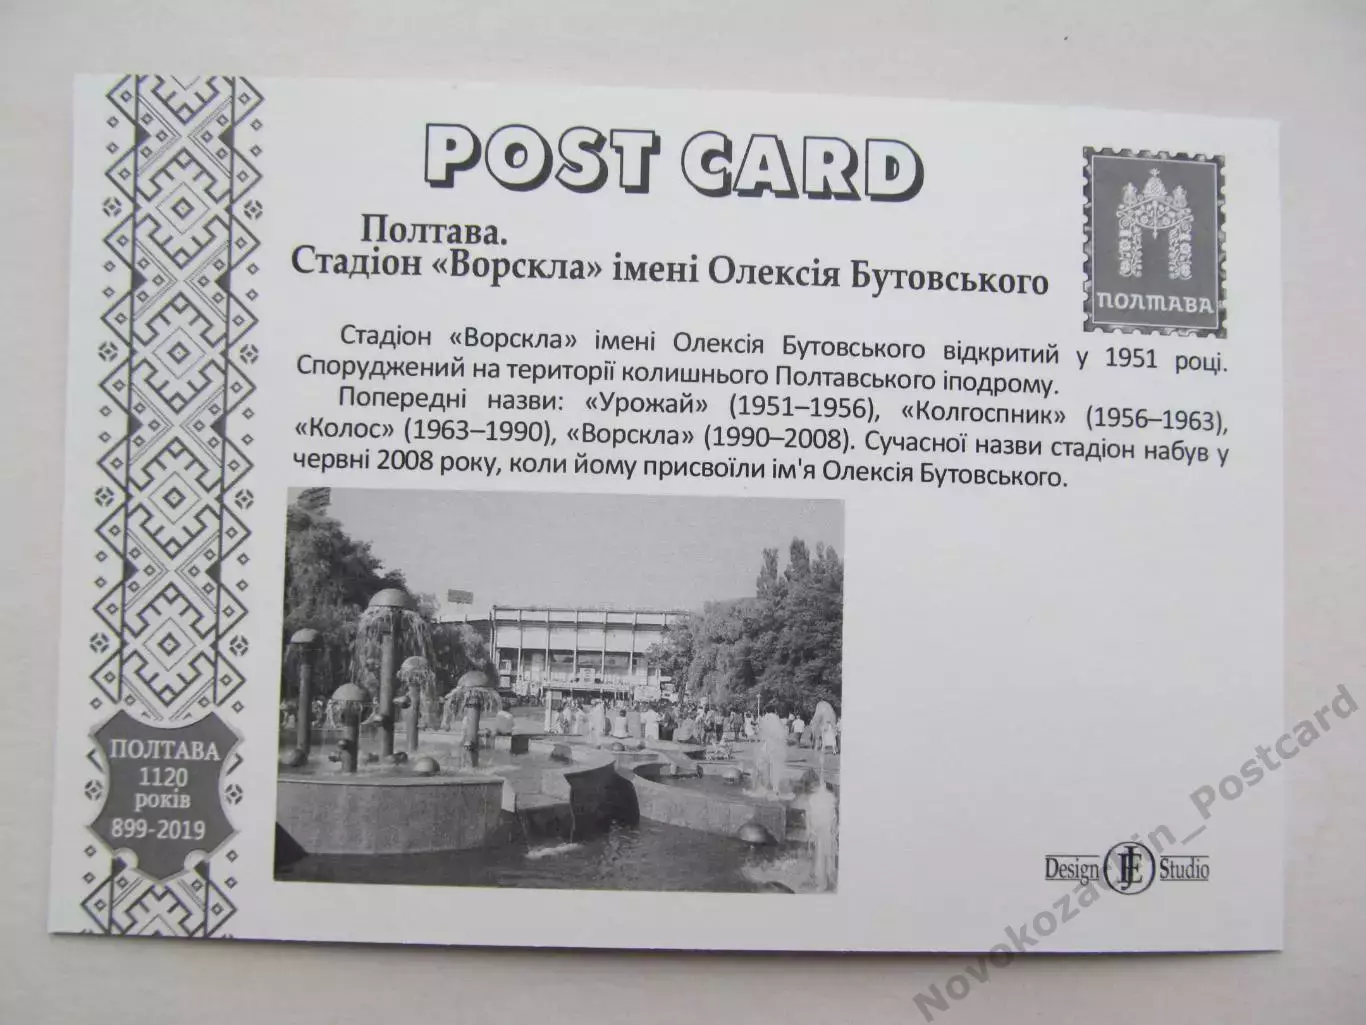 POST CARD
Полтава.
Стадіон «Ворскла» імені Олексія Бутовського
ПОЛТАВА
Стадіон «Ворскла» імені Олексія Бутовського відкритий у 1951 році.
Споруджений на території колишнього Полтавського іподрому.
Попередні назви: «Урожай» (1951–1956), «Колгоспник» (1956–1963),
«Колос» (1963–1990), «Ворскла» (1990–2008). Сучасної назви стадіон набув у
червні 2008 року, коли йому присвоїли ім'я Олексія Бутовського.
ПОЛТАВА
1120
років
899-2019
Design JE Studio
Novokozachin_Postcard